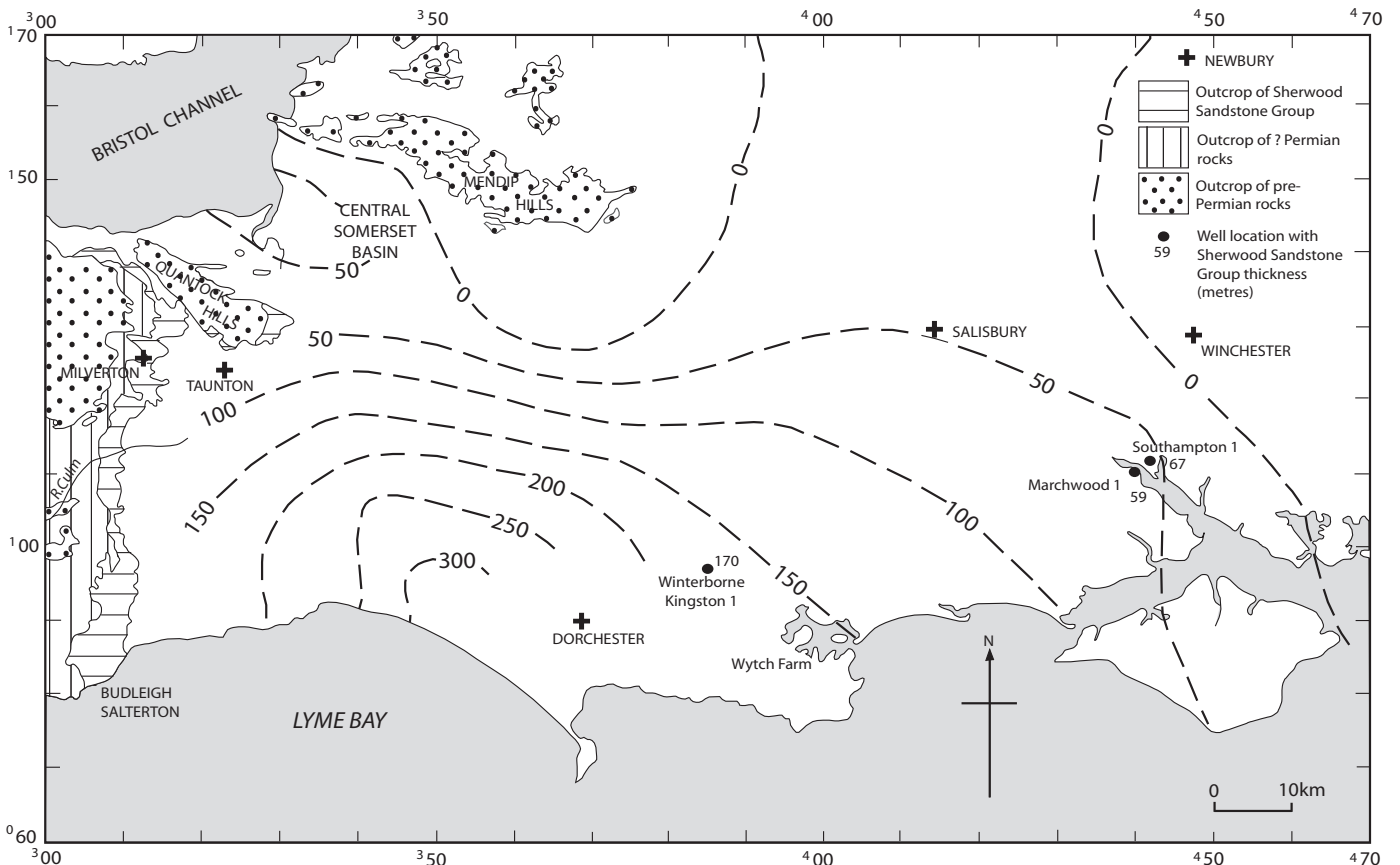 ³00
³50
⁴00
⁴50
⁴70
¹70
NEWBURY
BRISTOL CHANNEL
0
0
Outcrop of Sherwood
Sandstone Group
Outcrop of ? Permian
rocks
¹50
MENDIP
HILLS
Outcrop of pre-
Permian rocks
CENTRAL
SOMERSET
BASIN
59
Well location with
Sherwood Sandstone
Group thickness
(metres)
50
QUANTOCK
HILLS
0
50
SALISBURY
WINCHESTER
MILVERTON
TAUNTON
50
0
100
Southampton 1
67
R.Culm
Marchwood 1
59
150
200
250
100
¹00
300
170
Winterborne
Kingston 1
150
DORCHESTER
N
Wytch Farm
BUDLEIGH
SALTERTON
LYME BAY
0
10km
⁰60
³00
³50
⁴00
⁴50
⁴70